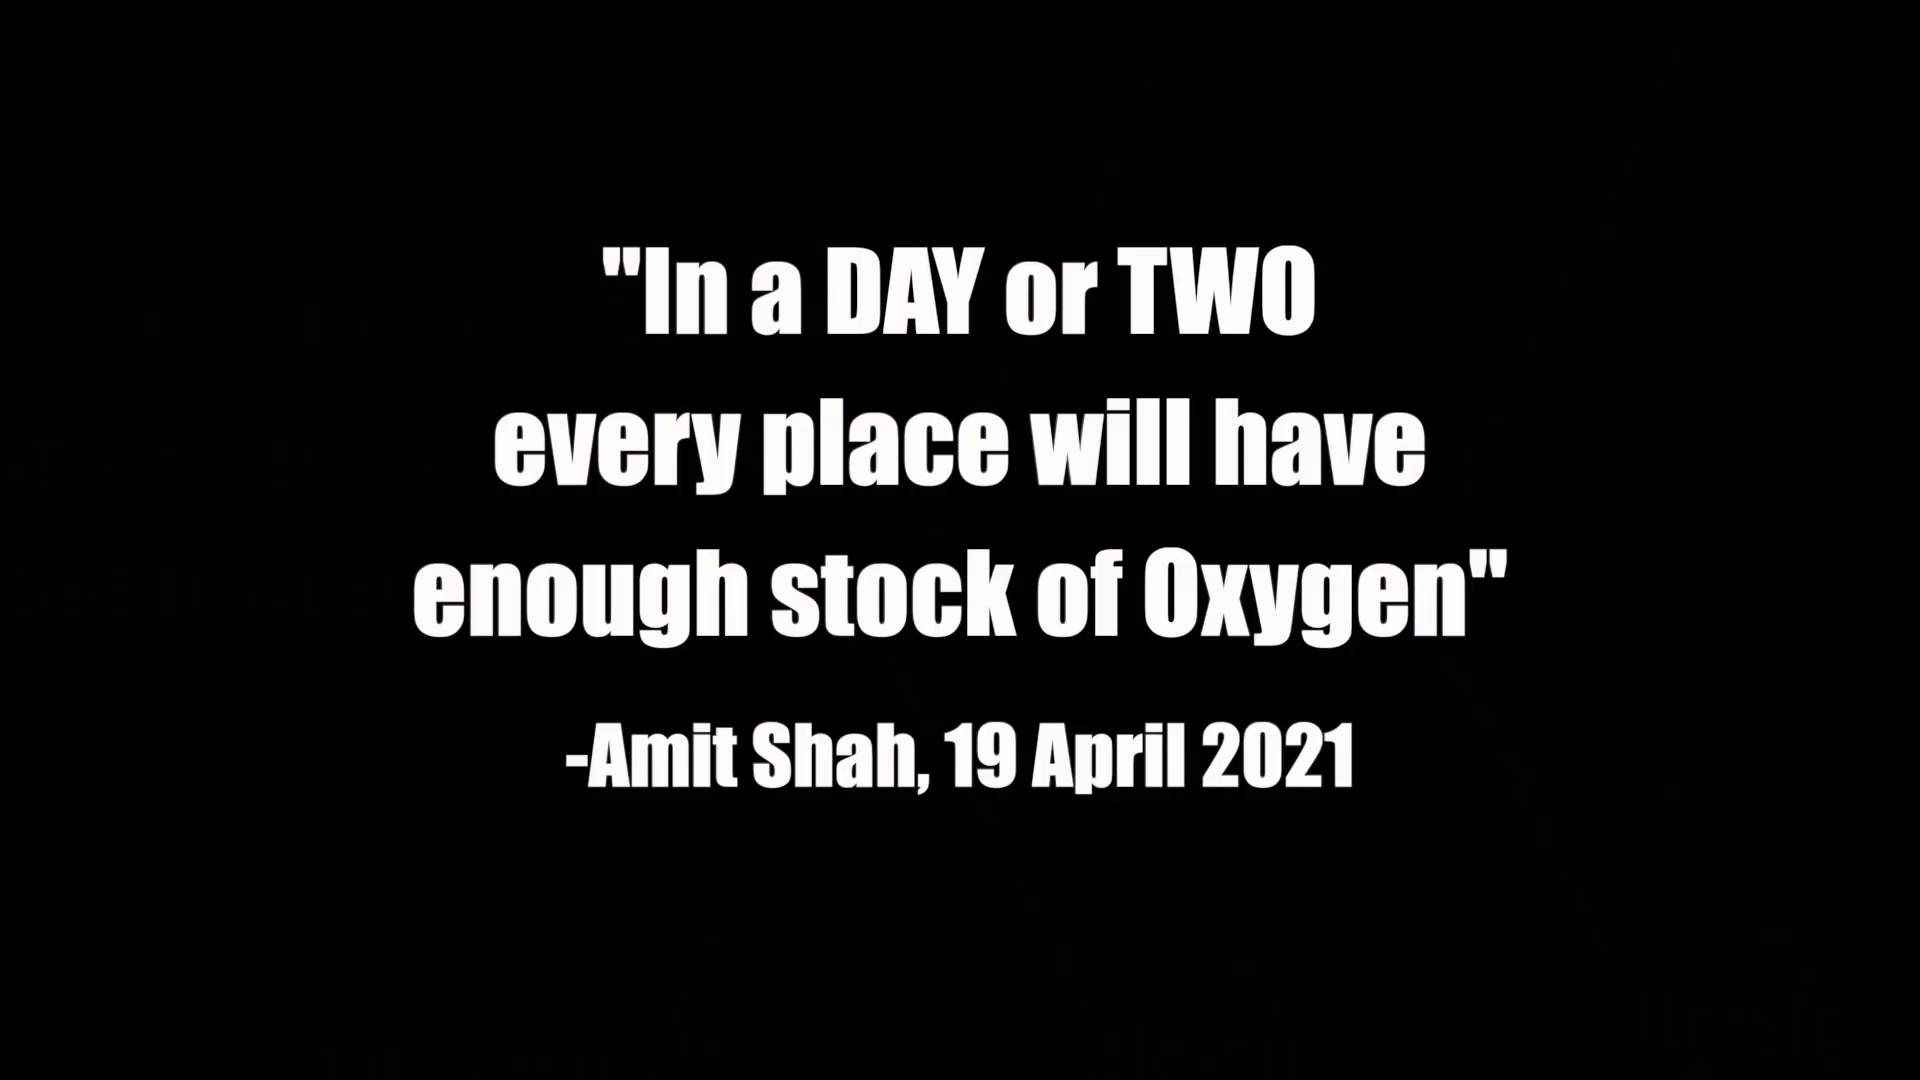 "In a DAY or TWO
every place will have
enough stock of Oxygen"
-Amit Shah, 19 April 2021